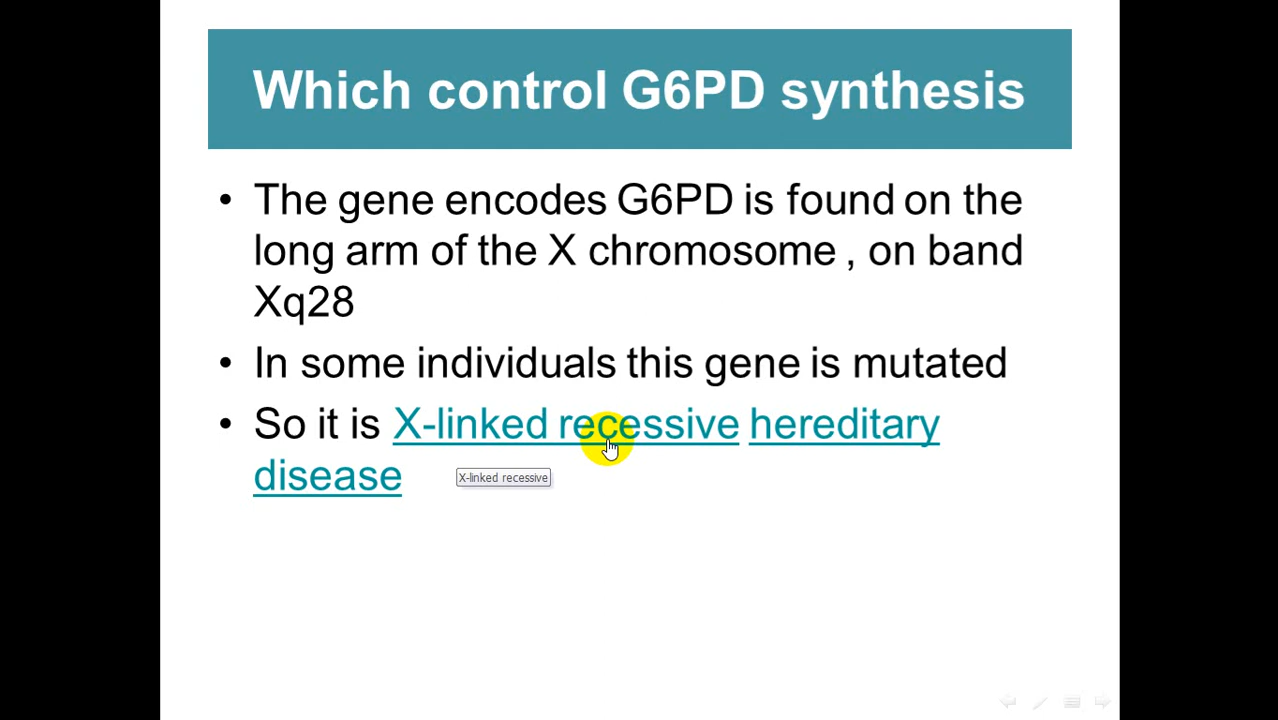 Which control G6PD synthesis
• The gene encodes G6PD is found on the
long arm of the X chromosome , on band
Xq28
• In some individuals this gene is mutated
• So it is X-linked recessive hereditary
disease
X-linked recessive